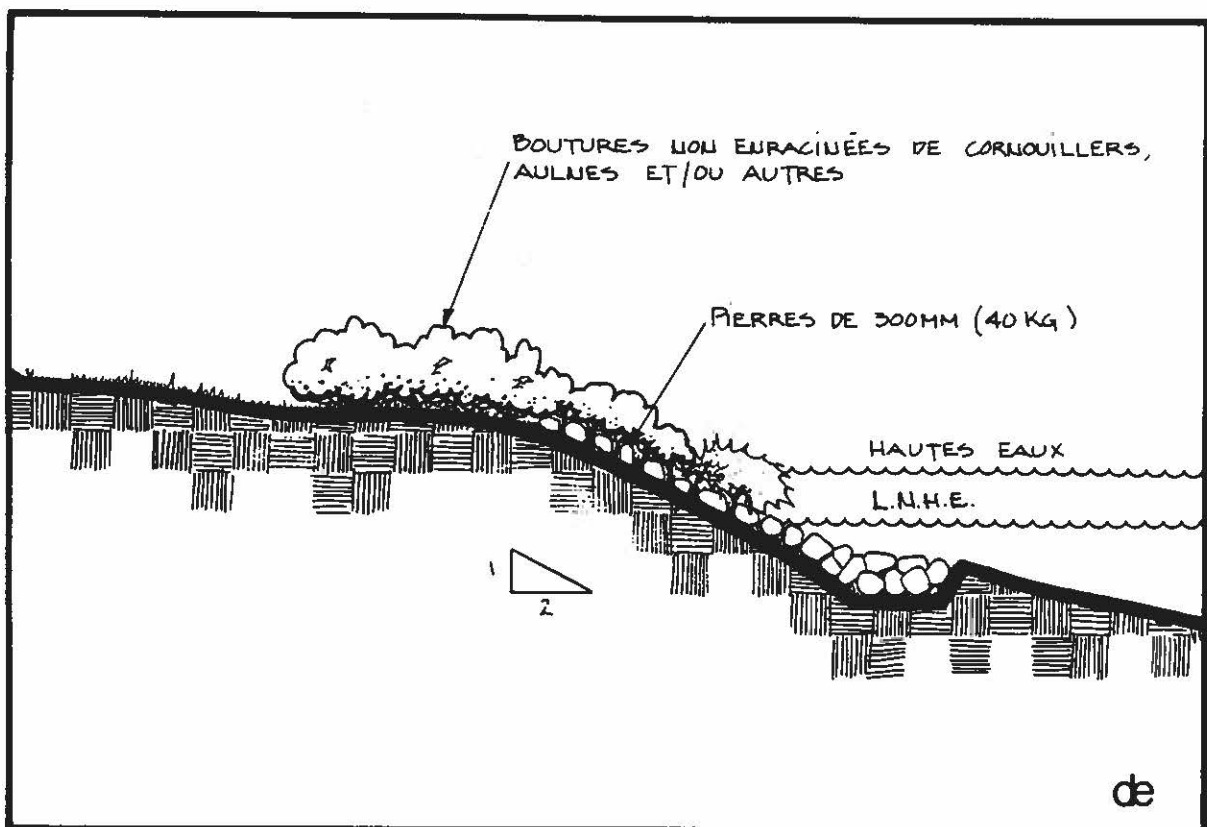 BOUTURES NON ENRACINÉES DE CORNOUILLERS,
AULNES ET/OU AUTRES
PIERRES DE 300MM (40 KG)
HAUTES EAUX
L.N.H.E.
1
2
de